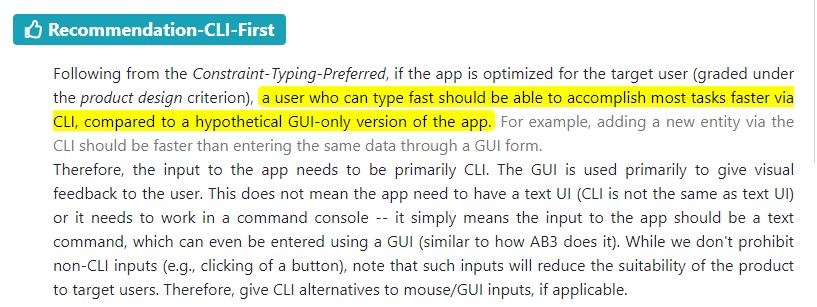 Recommendation-CLI-First
Following from the Constraint-Typing-Preferred, if the app is optimized for the target user (graded under
the product design criterion), a user who can type fast should be able to accomplish most tasks faster via
CLI, compared to a hypothetical GUI-only version of the app. For example, adding a new entity via the
CLI should be faster than entering the same data through a GUI form.
Therefore, the input to the app needs to be primarily CLI. The GUI is used primarily to give visual
feedback to the user. This does not mean the app need to have a text UI (CLI is not the same as text UI)
or it needs to work in a command console -- it simply means the input to the app should be a text
command, which can even be entered using a GUI (similar to how AB3 does it). While we don't prohibit
non-CLI inputs (e.g., clicking of a button), note that such inputs will reduce the suitability of the product
to target users. Therefore, give CLI alternatives to mouse/GUI inputs, if applicable.